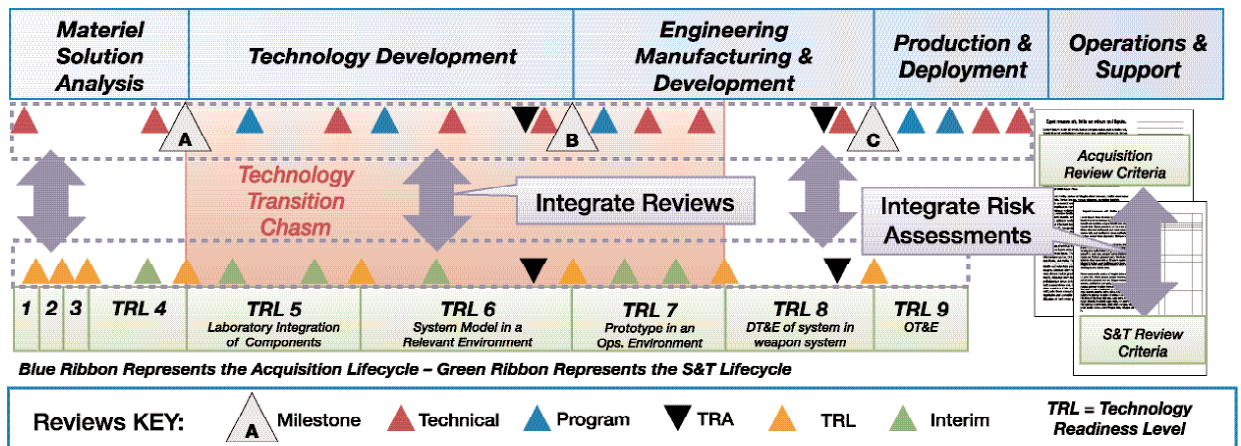 Materiel
Solution
Analysis
Technology Development
Engineering
Manufacturing &
Development
Production &
Deployment
Operations &
Support
A
B
C
Technology
Transition
Chasm
Integrate Reviews
Integrate Risk
Assessments
Acquisition
Review Criteria
S&T Review
Criteria
1
2
3
TRL 4
TRL 5
Laboratory Integration
of Components
TRL 6
System Model in a
Relevant Environment
TRL 7
Prototype in an
Ops. Environment
TRL 8
DT&E of system in
weapon system
TRL 9
OT&E
Blue Ribbon Represents the Acquisition Lifecycle – Green Ribbon Represents the S&T Lifecycle
Reviews KEY:
A
Milestone
Technical
Program
TRA
TRL
Interim
TRL = Technology
Readiness Level